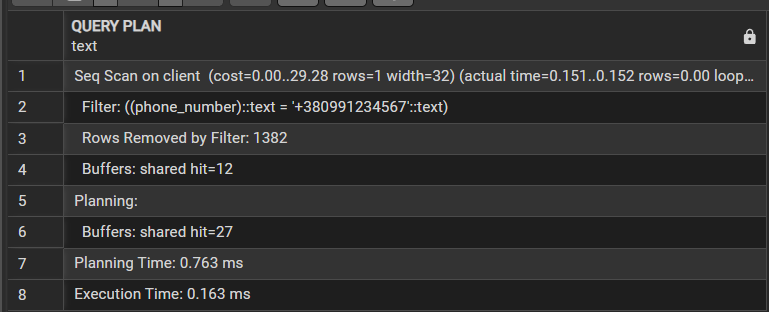 QUERY PLAN
text
1 Seq Scan on client (cost=0.00..29.28 rows=1 width=32) (actual time=0.151..0.152 rows=0.00 loop...
2 Filter: ((phone_number)::text = '+380991234567'::text)
3 Rows Removed by Filter: 1382
4 Buffers: shared hit=12
5 Planning:
6 Buffers: shared hit=27
7 Planning Time: 0.763 ms
8 Execution Time: 0.163 ms